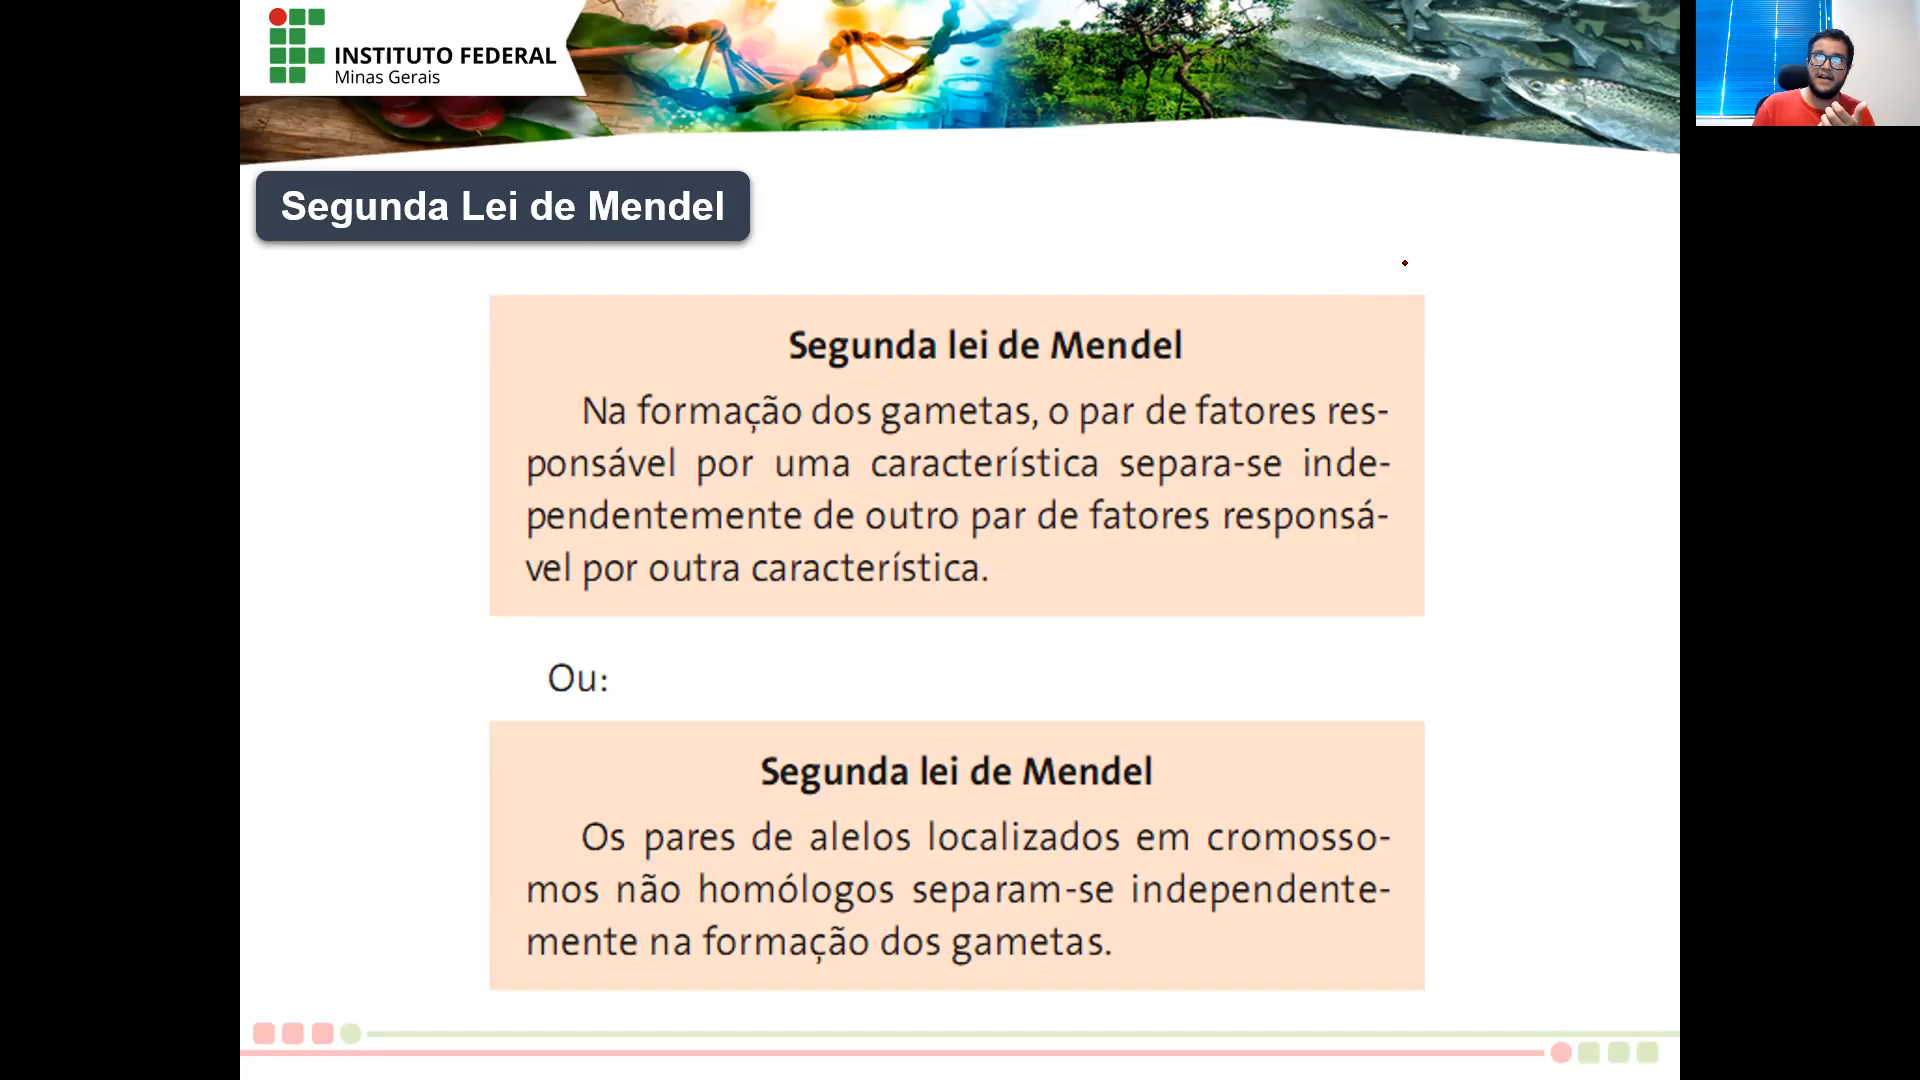 INSTITUTO FEDERAL
Minas Gerais
Segunda Lei de Mendel
Segunda lei de Mendel
Na formação dos gametas, o par de fatores res-
ponsável por uma característica separa-se inde-
pendentemente de outro par de fatores responsá-
vel por outra característica.
Ou:
Segunda lei de Mendel
Os pares de alelos localizados em cromosso-
mos não homólogos separam-se independente-
mente na formação dos gametas.